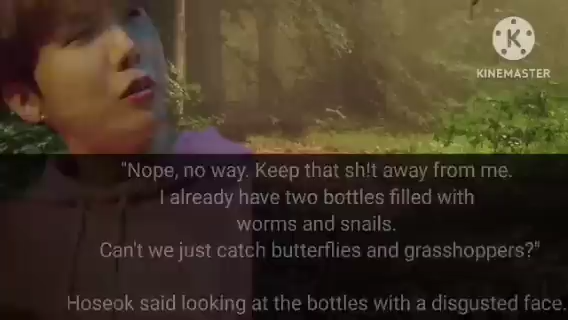 KINEMASTER
"Nope, no way. Keep that sh!t away from me.
I already have two bottles filled with
worms and snails.
Can't we just catch butterflies and grasshoppers?"
Hoseok said looking at the bottles with a disgusted face.